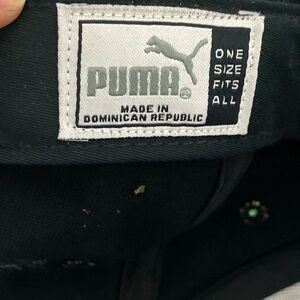 PUMA®
MADE IN
DOMINICAN REPUBLIC
ONE
SIZE
FITS
ALL